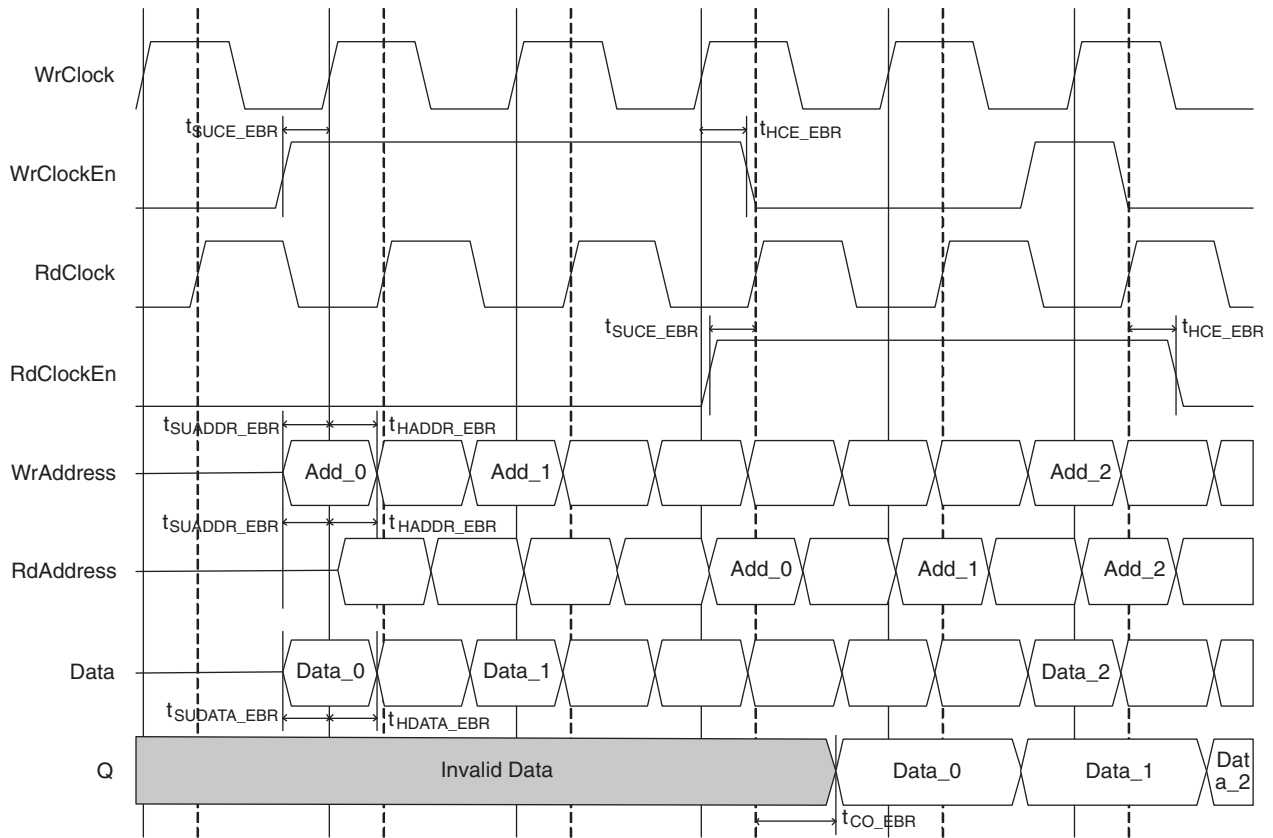 WrClock
tSUCE_EBR
tHCE_EBR
WrClockEn
RdClock
tSUCE_EBR
tHCE_EBR
RdClockEn
tSUADDR_EBR
tHADDR_EBR
WrAddress
Add_0
Add_1
Add_2
tSUADDR_EBR
tHADDR_EBR
RdAddress
Add_0
Add_1
Add_2
Data
Data_0
Data_1
Data_2
tSUDATA_EBR
tHDATA_EBR
Q
Invalid Data
Data_0
Data_1
Dat
a_2
tCO_EBR